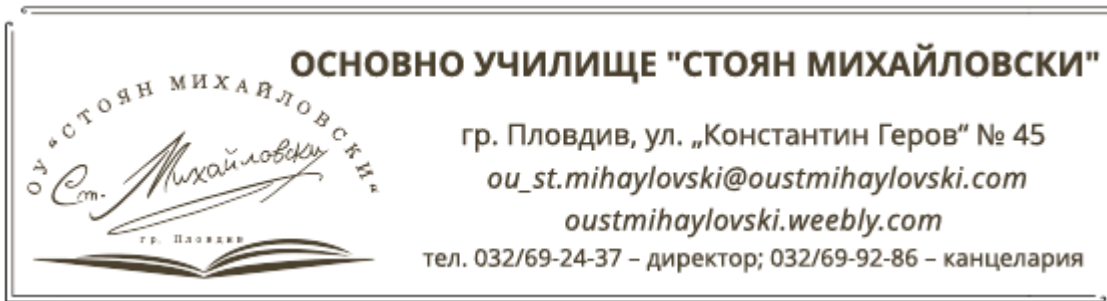 ОСНОВНО УЧИЛИЩЕ "СТОЯН МИХАЙЛОВСКИ"
ОУ "СТОЯН МИХАЙЛОВСКИ"
Ст. Михайловски
гр. Пловдив
гр. Пловдив, ул. „Константин Геров“ № 45
ou_st.mihaylovski@oustmihaylovski.com
oustmihaylovski.weebly.com
тел. 032/69-24-37 – директор; 032/69-92-86 – канцелария